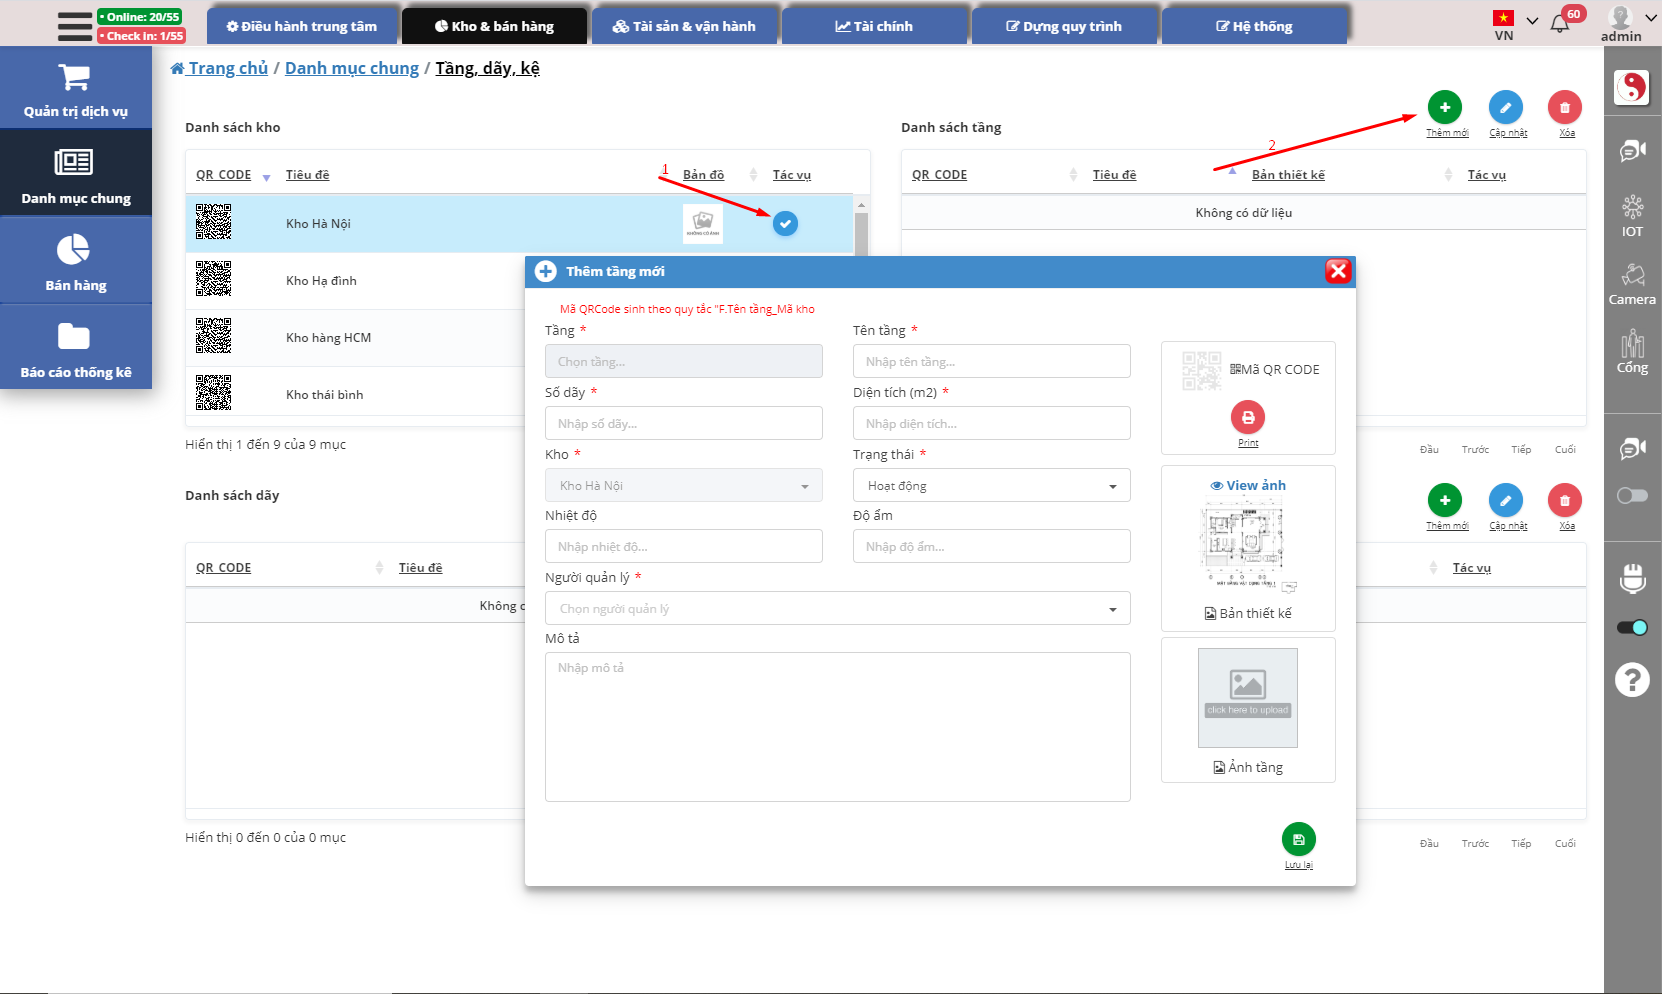 Online: 20/55
Check In: 1/55
Điều hành trung tâm
Kho & bán hàng
Tài sản & vận hành
Tài chính
Dựng quy trình
Hệ thống
VN
60
admin
Quản trị dịch vụ
Danh mục chung
Bán hàng
Báo cáo thống kê
Trang chủ / Danh mục chung / Tầng, dãy, kệ
Danh sách kho
QR_CODE
Tiêu đề
Bản đồ
Tác vụ
1
Kho Hà Nội
KHÔNG CÓ ẢNH
Kho Hạ đình
Kho hàng HCM
Kho thái bình
Hiển thị 1 đến 9 của 9 mục
Danh sách tầng
2
Thêm mới
Cập nhật
Xóa
QR_CODE
Tiêu đề
Bản thiết kế
Tác vụ
Không có dữ liệu
Đầu
Trước
Tiếp
Cuối
Danh sách dãy
Thêm mới
Cập nhật
Xóa
QR_CODE
Tiêu đề
Tác vụ
Không c
Hiển thị 0 đến 0 của 0 mục
Đầu
Trước
Tiếp
Cuối
Thêm tầng mới
Mã QRCode sinh theo quy tắc "F.Tên tầng_Mã kho
Tầng *
Chọn tầng...
Tên tầng *
Nhập tên tầng...
Số dãy *
Nhập số dãy...
Diện tích (m2) *
Nhập diện tích...
Kho *
Kho Hà Nội
Trạng thái *
Hoạt động
Nhiệt độ
Nhập nhiệt độ...
Độ ẩm
Nhập độ ẩm...
Người quản lý *
Chọn người quản lý
Mô tả
Nhập mô tả
Mã QR CODE
Print
View ảnh
MẶT BẰNG VẬT DỤNG TẦNG 1
Bản thiết kế
click here to upload
Ảnh tầng
Lưu lại
IOT
Camera
Cổng